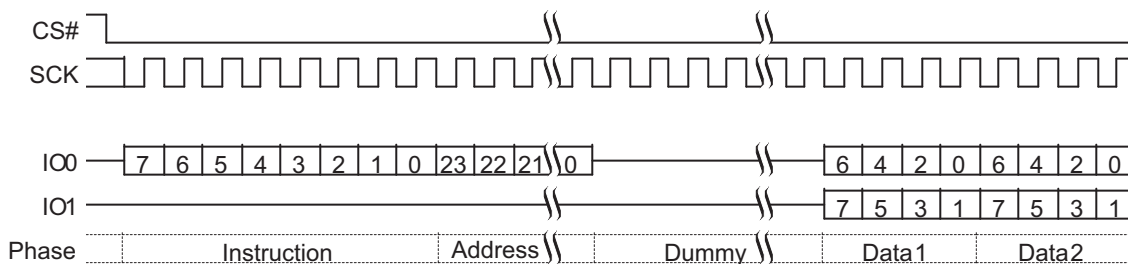 CS#
SCK
IO0 7 6 5 4 3 2 1 0 23 22 21 0 6 4 2 0 6 4 2 0
IO1 7 5 3 1 7 5 3 1
Phase Instruction Address Dummy Data1 Data2